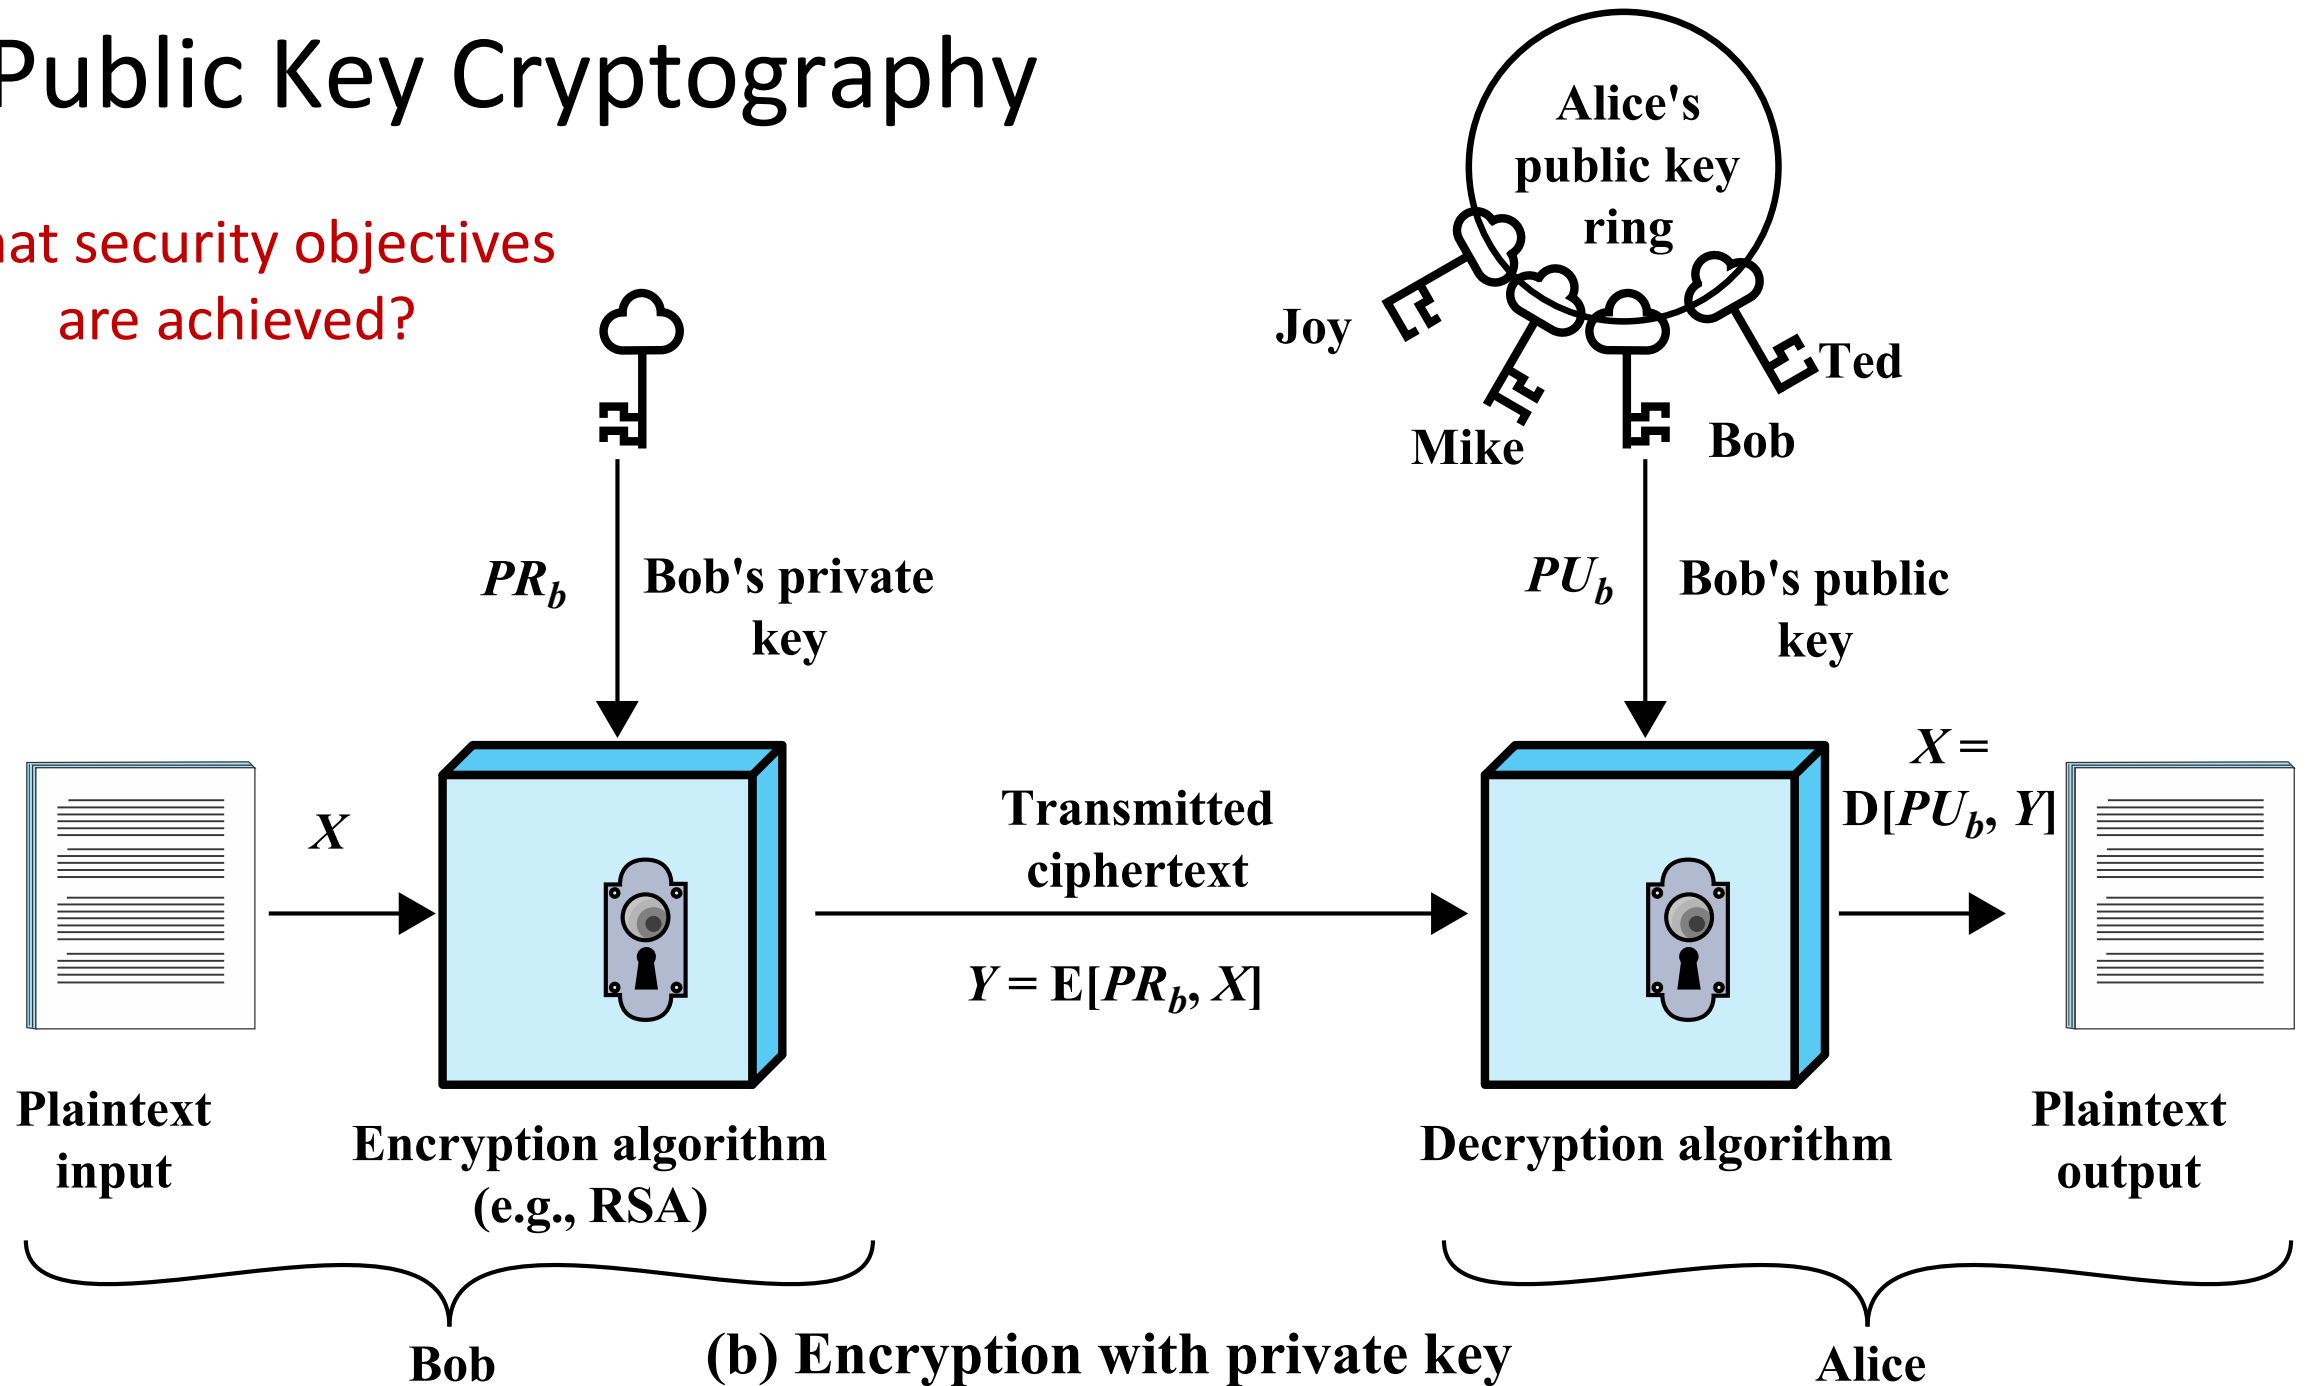 Public Key Cryptography
hat security objectives
are achieved?
Alice's
public key
ring
Joy
Mike
Bob
Ted
PRb
Bob's private
key
PUb
Bob's public
key
X
Transmitted
ciphertext
Y = E[PRb, X]
X =
D[PUb, Y]
Plaintext
input
Encryption algorithm
(e.g., RSA)
Decryption algorithm
Plaintext
output
Bob
(b) Encryption with private key
Alice